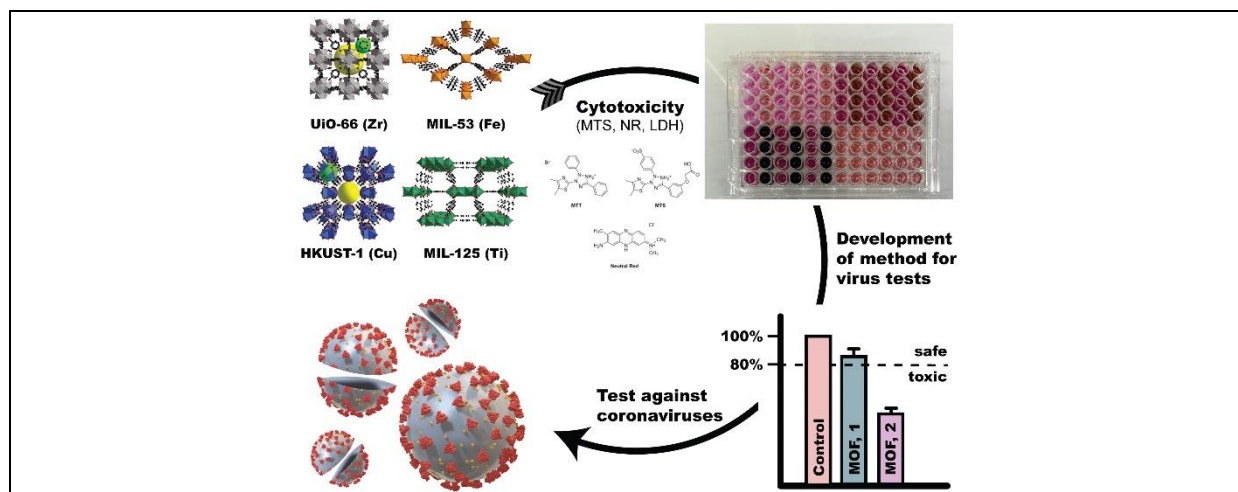 UiO-66 (Zr)
MIL-53 (Fe)
HKUST-1 (Cu)
MIL-125 (Ti)
Cytotoxicity
(MTS, NR, LDH)
MTT
MTS
Neutral Red
Development
of method for
virus tests
100%
80%
safe
toxic
Control
MOF, 1
MOF, 2
Test against
coronaviruses